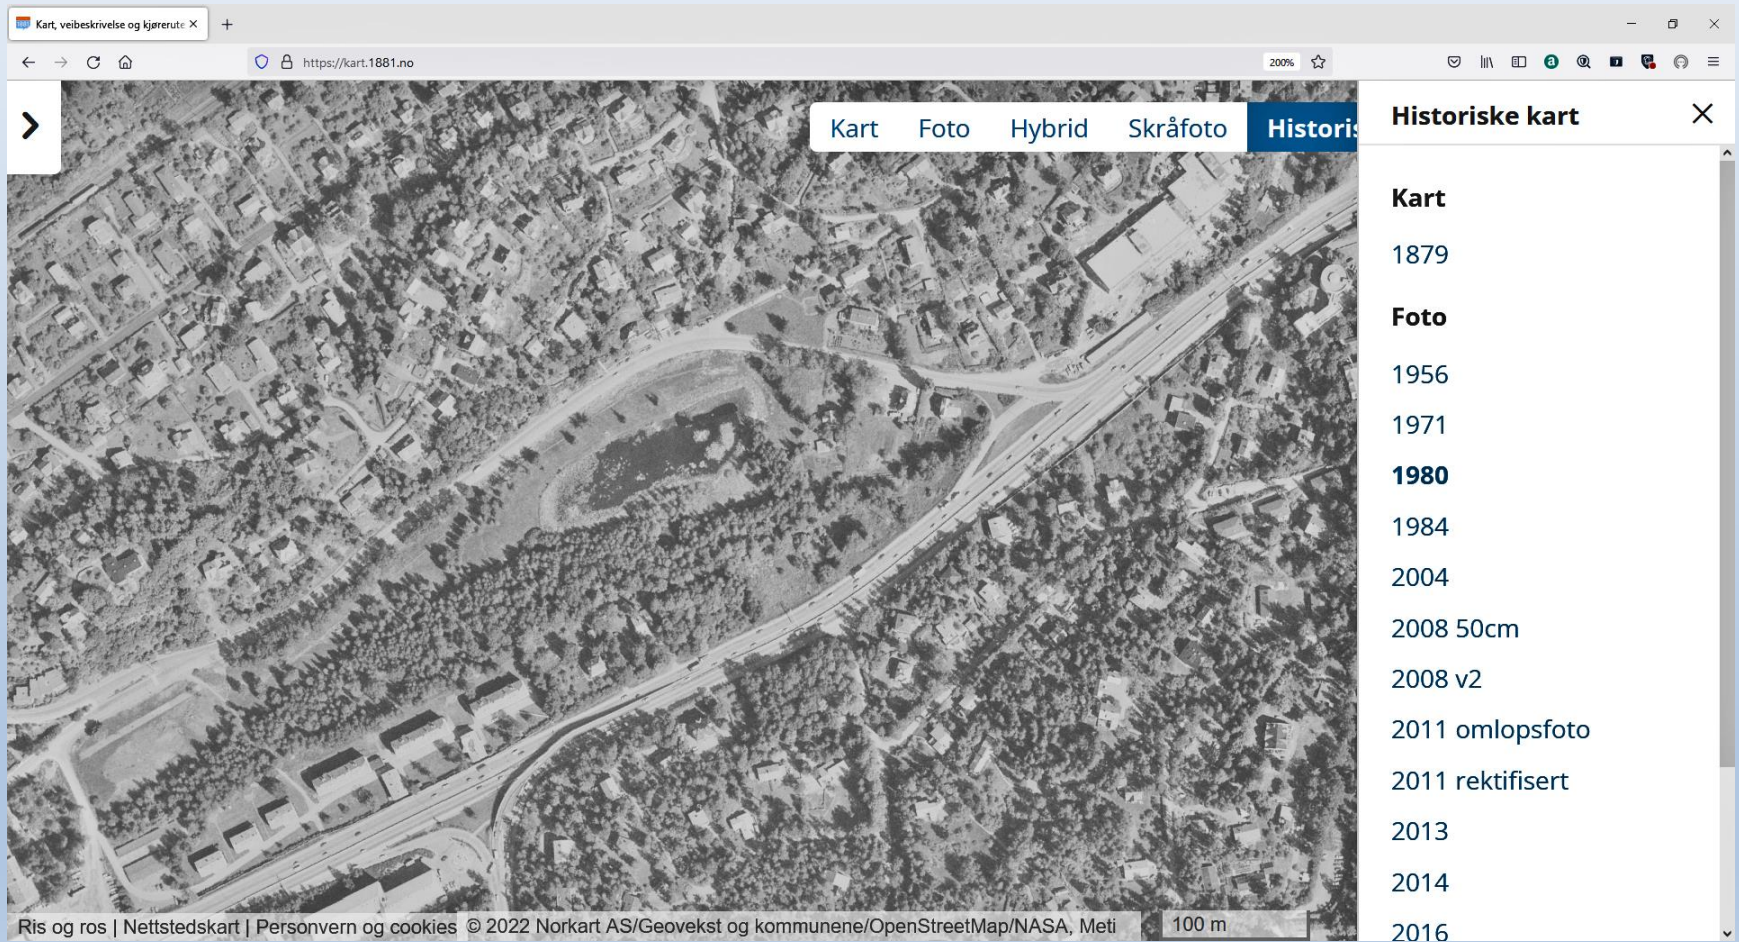 Kart, veibeskrivelse og kjørerute
https://kart.1881.no
200%
Kart
Foto
Hybrid
Skråfoto
Historis
Historiske kart
Kart
1879
Foto
1956
1971
1980
1984
2004
2008 50cm
2008 v2
2011 omlopsfoto
2011 rektifisert
2013
2014
2016
Ris og ros | Nettstedskart | Personvern og cookies
© 2022 Norkart AS/Geovekst og kommunene/OpenStreetMap/NASA, Meti
100 m